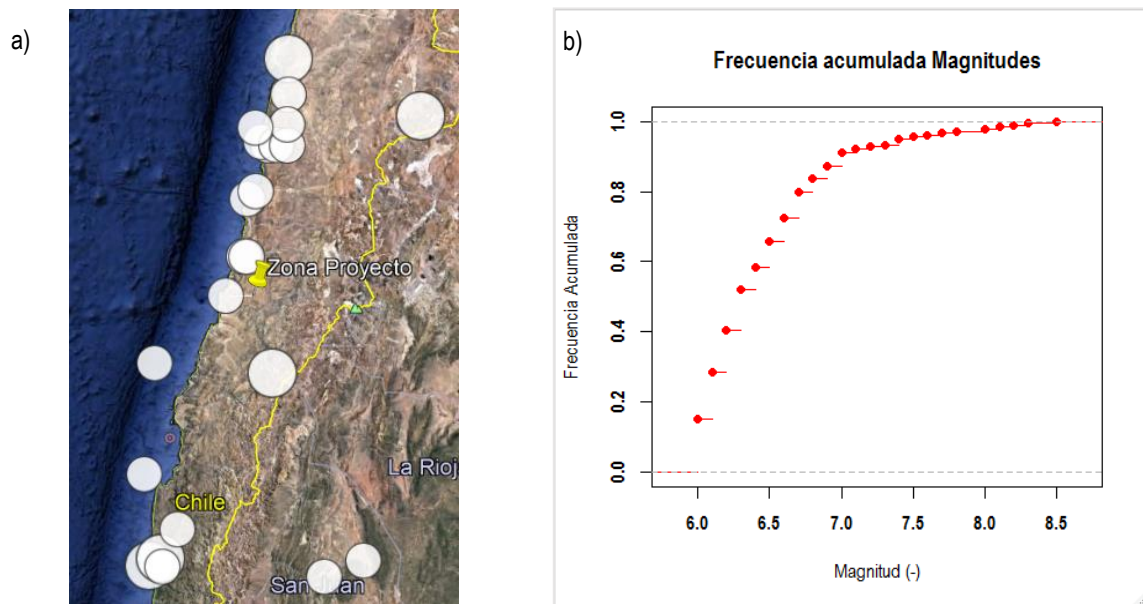 a)
Zona Proyecto
La Rioj
Chile
San Juan
b)
Frecuencia acumulada Magnitudes
Frecuencia Acumulada
1.0
0.8
0.6
0.4
0.2
0.0
6.0 6.5 7.0 7.5 8.0 8.5
Magnitud (-)